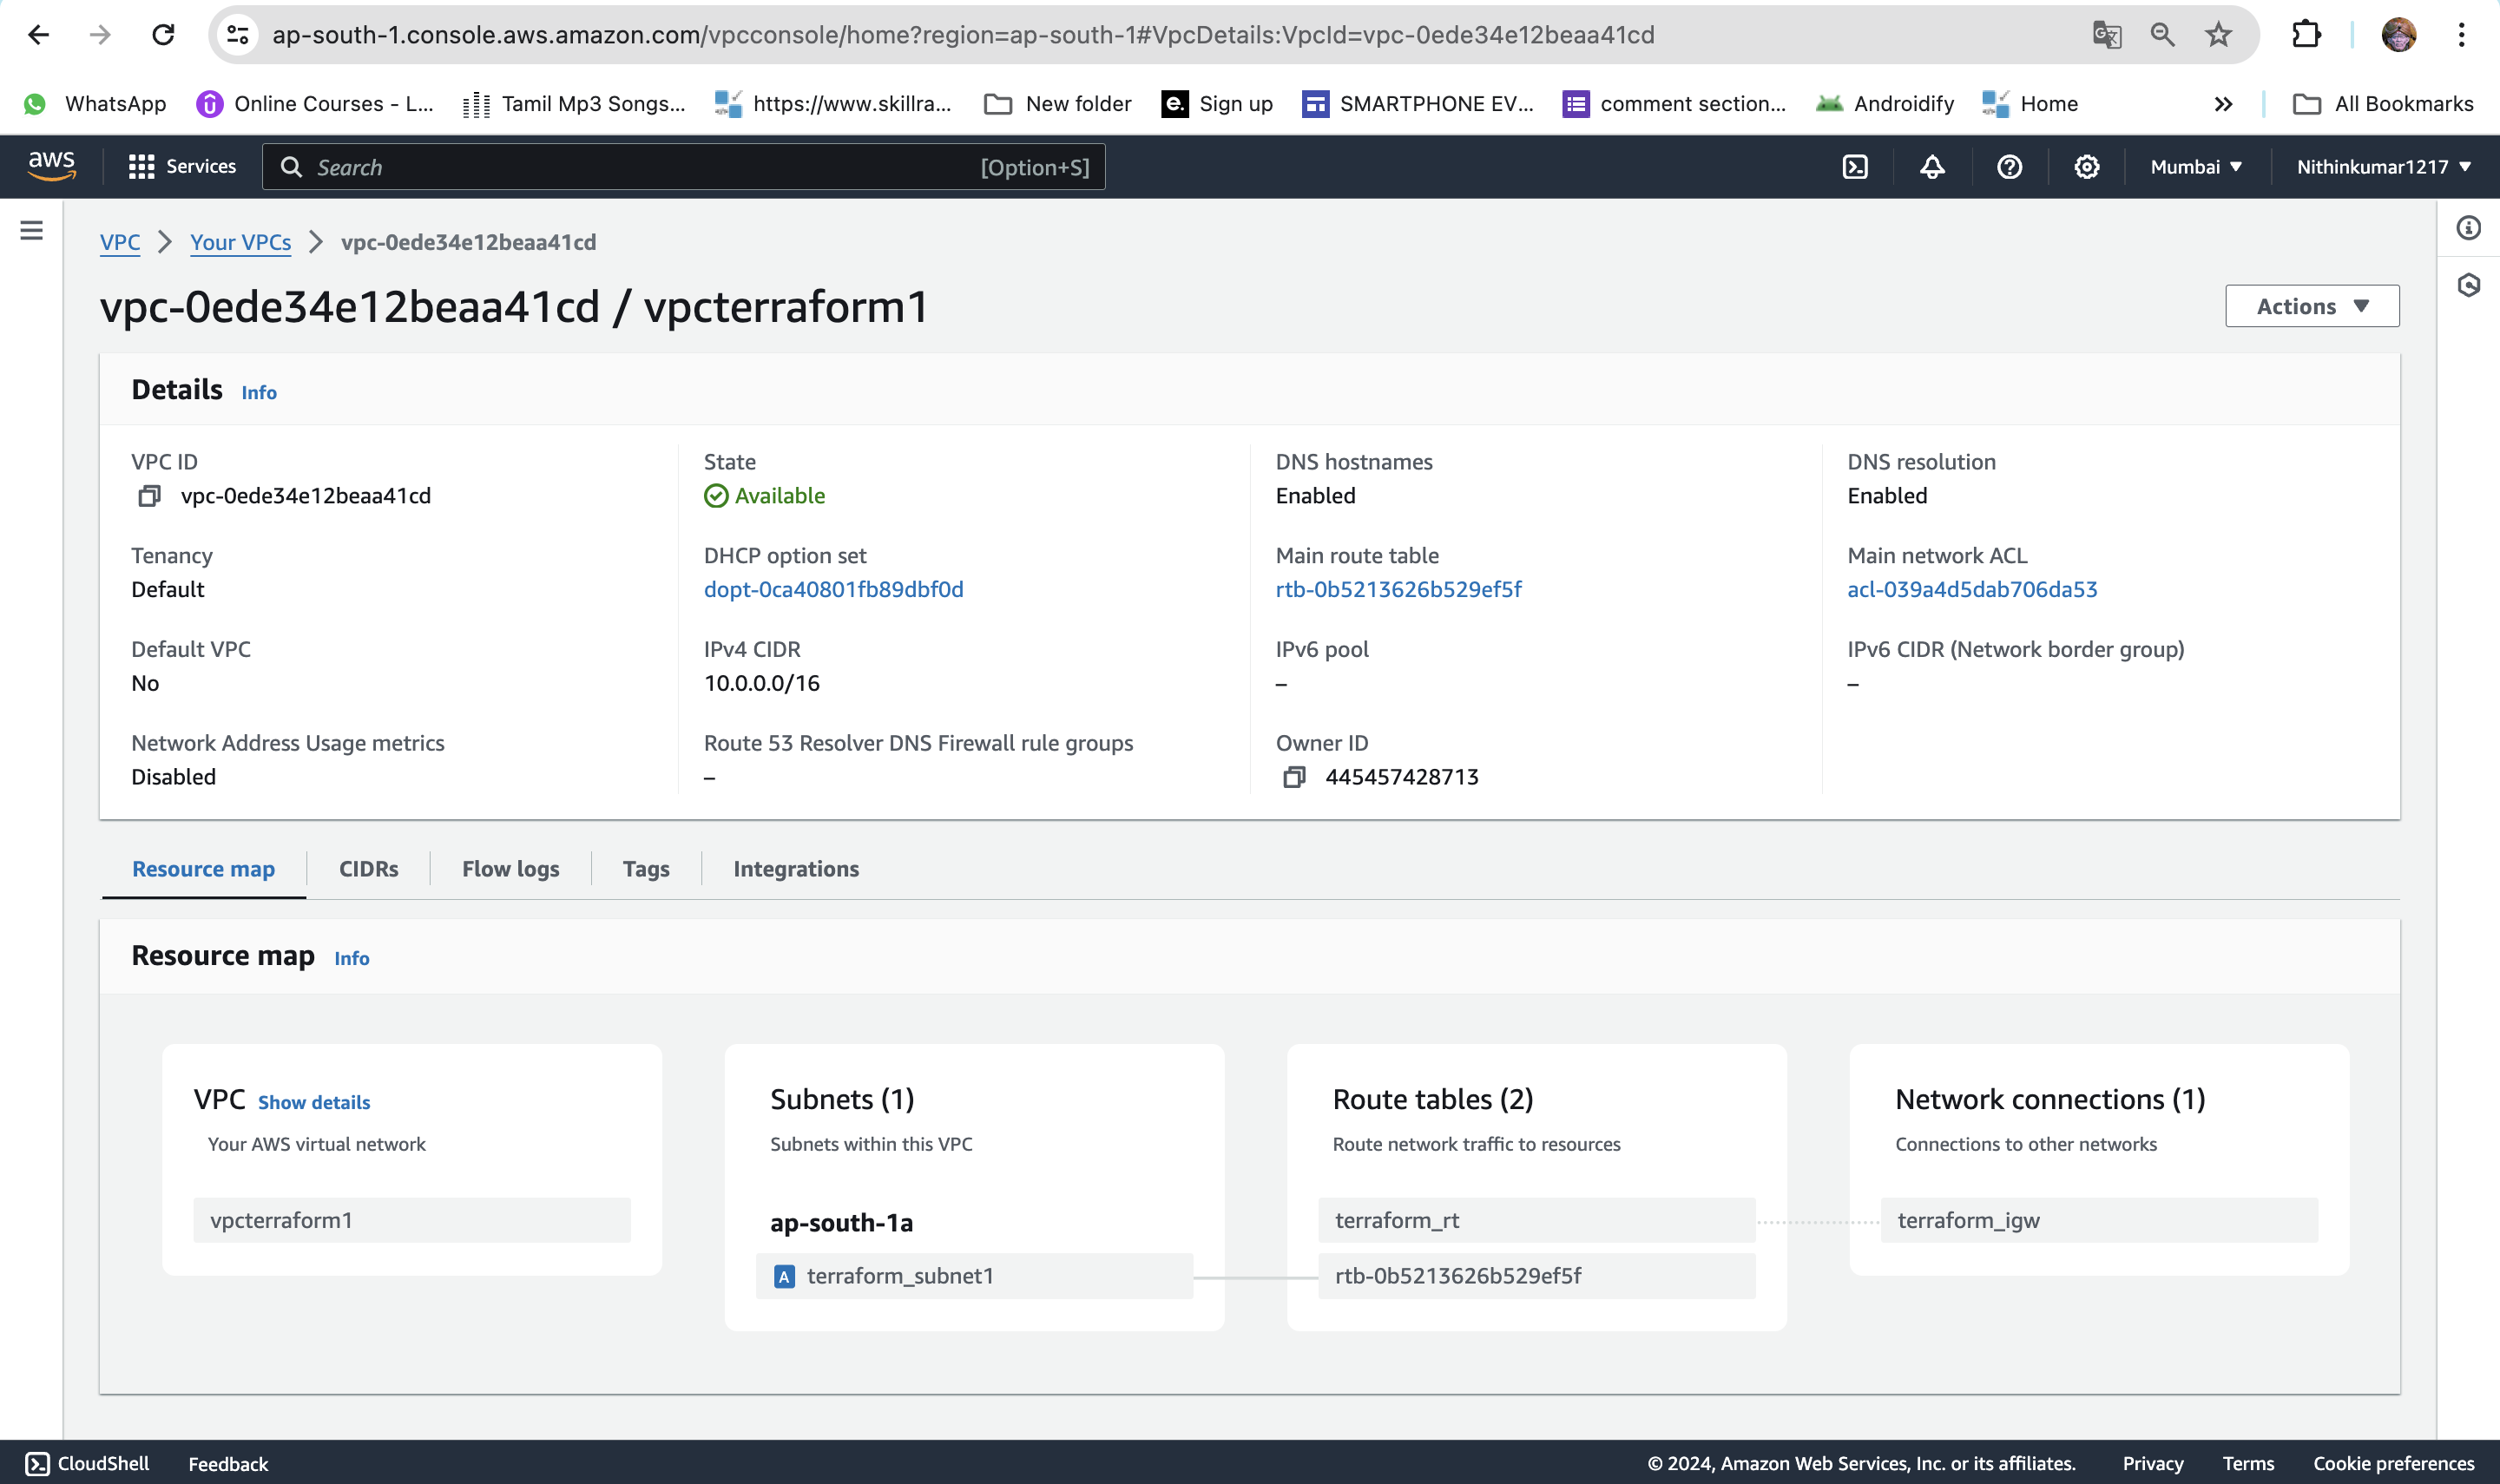 ap-south-1.console.aws.amazon.com/vpcconsole/home?region=ap-south-1#VpcDetails:VpcId=vpc-0ede34e12beaa41cd
WhatsApp Online Courses - L... Tamil Mp3 Songs... https://www.skillra... New folder e. Sign up SMARTPHONE EV... comment section... Androidify Home » All Bookmarks
aws Services Search [Option+S] Mumbai Nithinkumar1217
VPC Your VPCs vpc-0ede34e12beaa41cd
vpc-0ede34e12beaa41cd / vpcterraform1 Actions
Details Info
VPC ID State DNS hostnames DNS resolution
vpc-0ede34e12beaa41cd Available Enabled Enabled
Tenancy DHCP option set Main route table Main network ACL
Default dopt-0ca40801fb89dbf0d rtb-0b5213626b529ef5f acl-039a4d5dab706da53
Default VPC IPv4 CIDR IPv6 pool IPv6 CIDR (Network border group)
No 10.0.0.0/16 – –
Network Address Usage metrics Route 53 Resolver DNS Firewall rule groups Owner ID
Disabled – 445457428713
Resource map CIDRs Flow logs Tags Integrations
Resource map Info
VPC Show details Subnets (1) Route tables (2) Network connections (1)
Your AWS virtual network Subnets within this VPC Route network traffic to resources Connections to other networks
vpcterraform1 ap-south-1a terraform_rt terraform_igw
A terraform_subnet1 rtb-0b5213626b529ef5f
CloudShell Feedback © 2024, Amazon Web Services, Inc. or its affiliates. Privacy Terms Cookie preferences